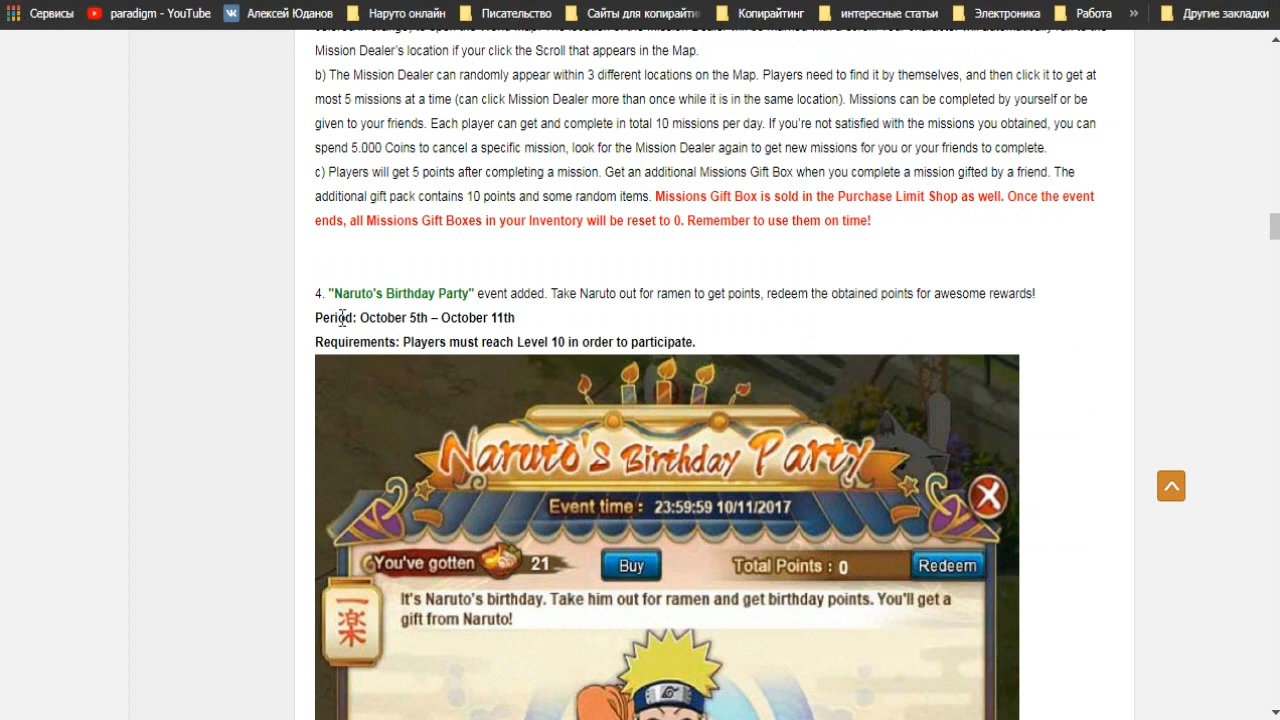 Сервисы paradigm - YouTube Алексей Юданов Наруто онлайн Писательство Сайты для копирайти Копирайтинг интересные статьи Электроника Работа » Другие закладки
Mission Dealer's location if your click the Scroll that appears in the Map.
b) The Mission Dealer can randomly appear within 3 different locations on the Map. Players need to find it by themselves, and then click it to get at
most 5 missions at a time (can click Mission Dealer more than once while it is in the same location). Missions can be completed by yourself or be
given to your friends. Each player can get and complete in total 10 missions per day. If you're not satisfied with the missions you obtained, you can
spend 5.000 Coins to cancel a specific mission, look for the Mission Dealer again to get new missions for you or your friends to complete.
c) Players will get 5 points after completing a mission. Get an additional Missions Gift Box when you complete a mission gifted by a friend. The
additional gift pack contains 10 points and some random items. Missions Gift Box is sold in the Purchase Limit Shop as well. Once the event
ends, all Missions Gift Boxes in your Inventory will be reset to 0. Remember to use them on time!
4. "Naruto's Birthday Party" event added. Take Naruto out for ramen to get points, redeem the obtained points for awesome rewards!
Period: October 5th – October 11th
Requirements: Players must reach Level 10 in order to participate.
Naruto's Birthday Party
Event time : 23:59:59 10/11/2017
You've gotten 21 Buy Total Points : 0 Redeem
It's Naruto's birthday. Take him out for ramen and get birthday points. You'll get a
gift from Naruto!
一楽